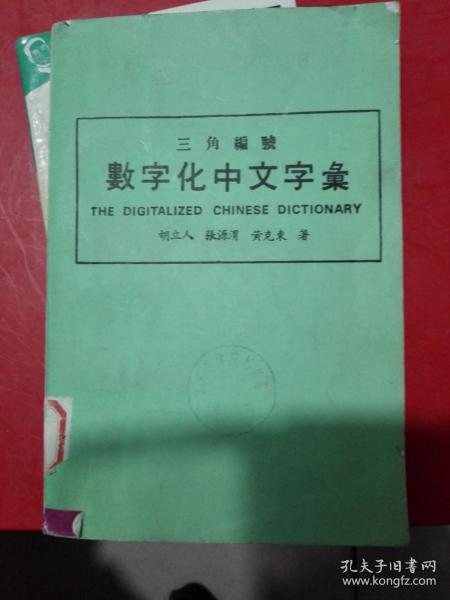 三角編號
數字化中文字彙
THE DIGITALIZED CHINESE DICTIONARY
胡立人 張源渭 黃克東 著
孔夫子旧书网
www.kongfz.com